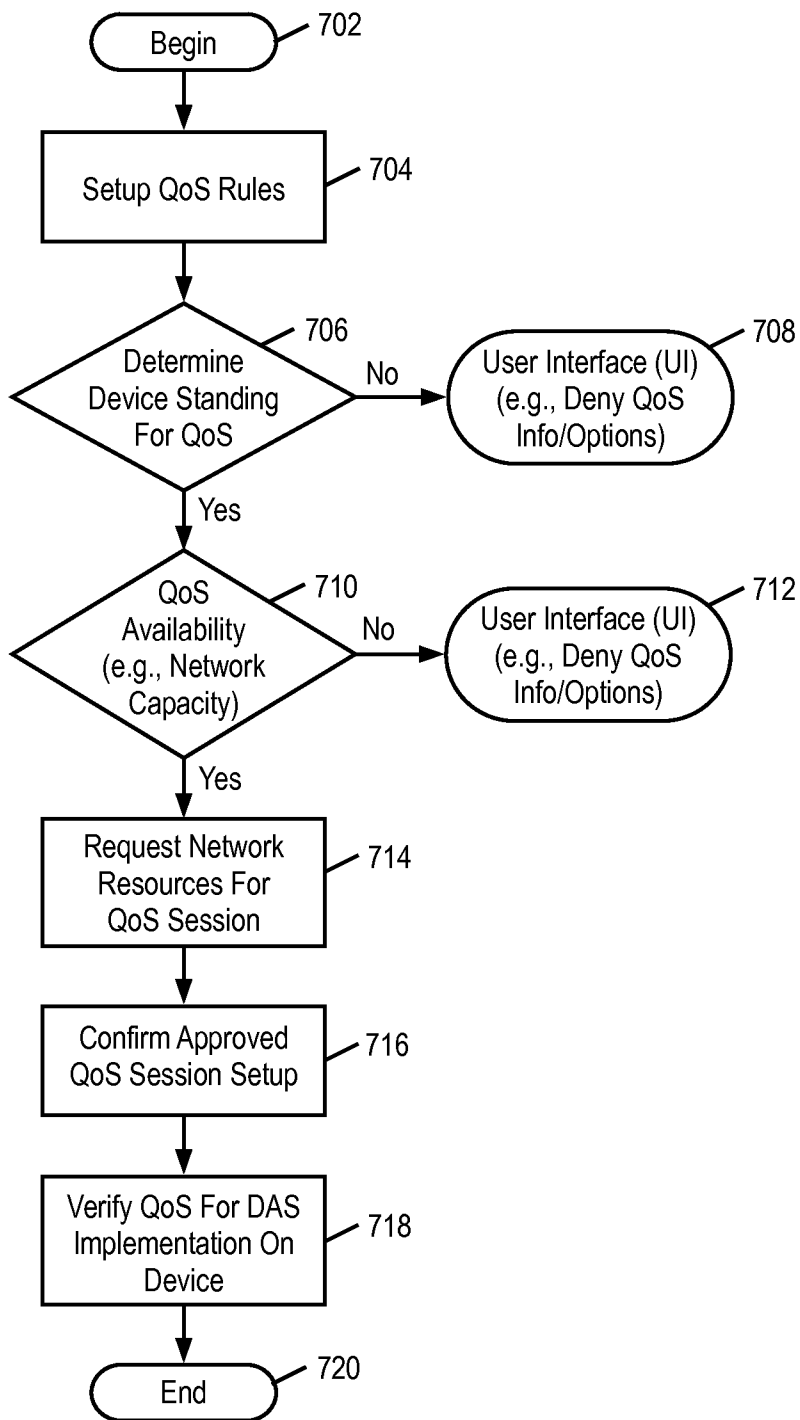 Begin
702
Setup QoS Rules
704
706
Determine
Device Standing
For QoS
No
708
User Interface (UI)
(e.g., Deny QoS
Info/Options)
Yes
710
QoS
Availability
(e.g., Network
Capacity)
No
712
User Interface (UI)
(e.g., Deny QoS
Info/Options)
Yes
Request Network
Resources For
QoS Session
714
Confirm Approved
QoS Session Setup
716
Verify QoS For DAS
Implementation On
Device
718
End
720